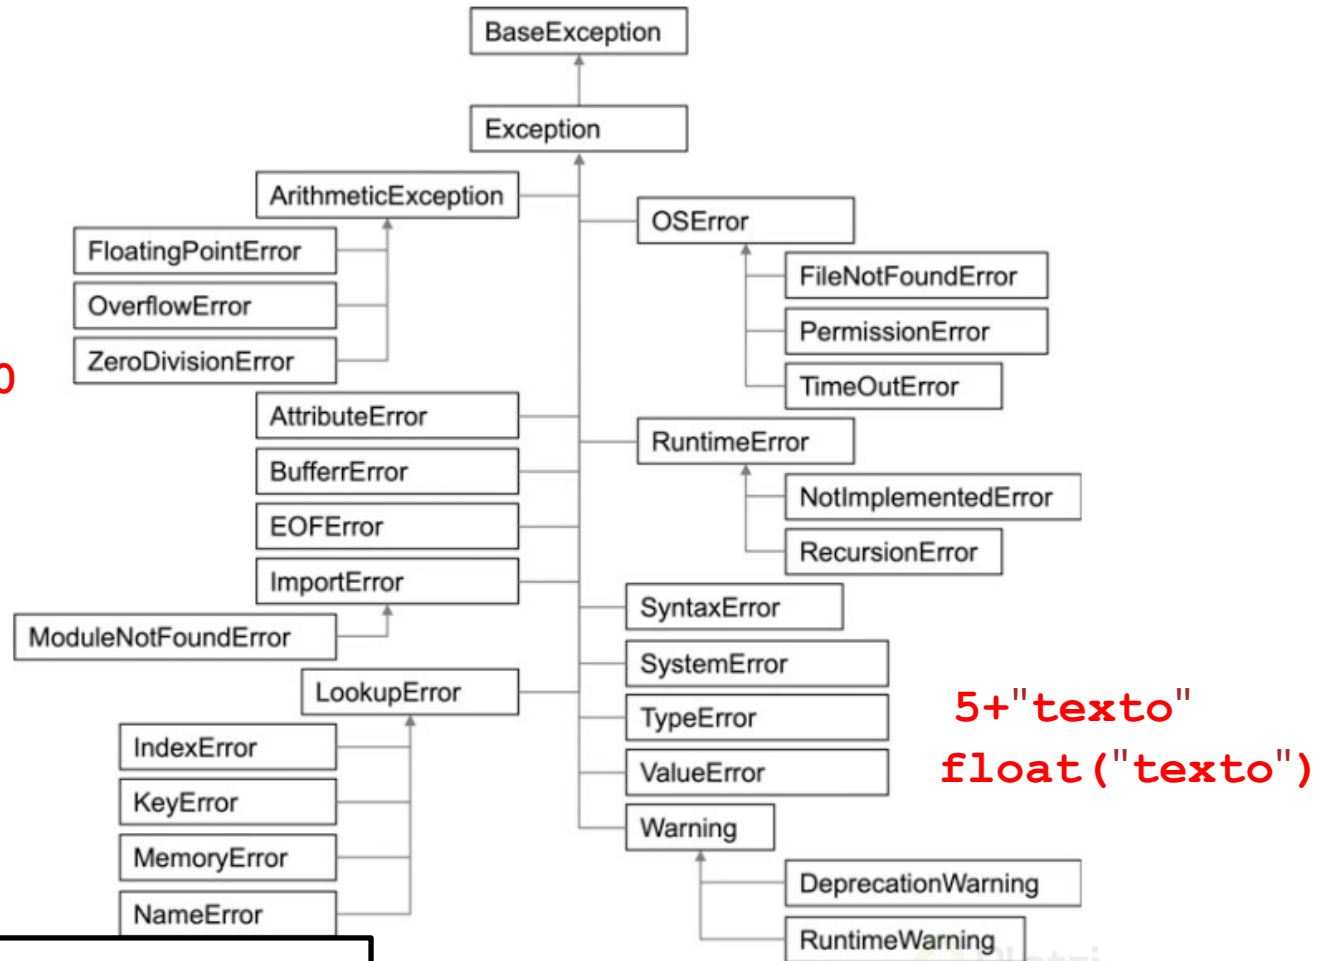 BaseException
Exception
ArithmeticException
FloatingPointError
OverflowError
ZeroDivisionError
0
AttributeError
BufferrError
EOFError
ImportError
ModuleNotFoundError
LookupError
IndexError
KeyError
MemoryError
NameError
OSError
FileNotFoundError
PermissionError
TimeOutError
RuntimeError
NotImplementedError
RecursionError
SyntaxError
SystemError
TypeError
5+"texto"
ValueError
float("texto")
Warning
DeprecationWarning
RuntimeWarning